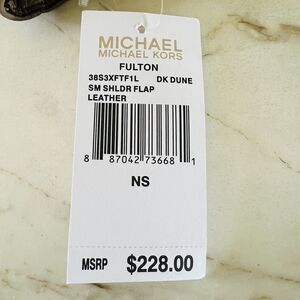 MICHAEL
MICHAEL KORS
FULTON
38S3XFTF1L DK DUNE
SM SHLDR FLAP
LEATHER
8 87042 73668 1
NS
MSRP $228.00